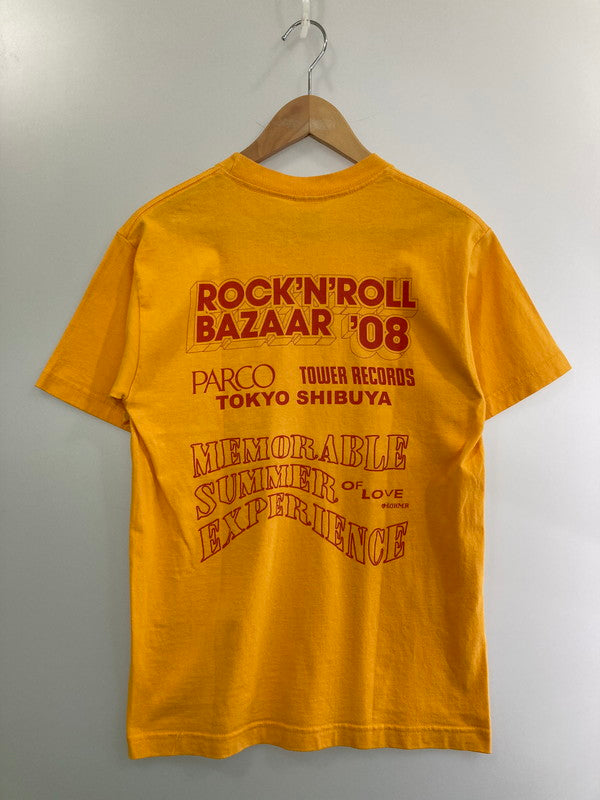 ROCK'N'ROLL
BAZAAR '08
PARCO TOWER RECORDS
TOKYO SHIBUYA
MEMORABLE
SUMMER OF LOVE
EXPERIENCE